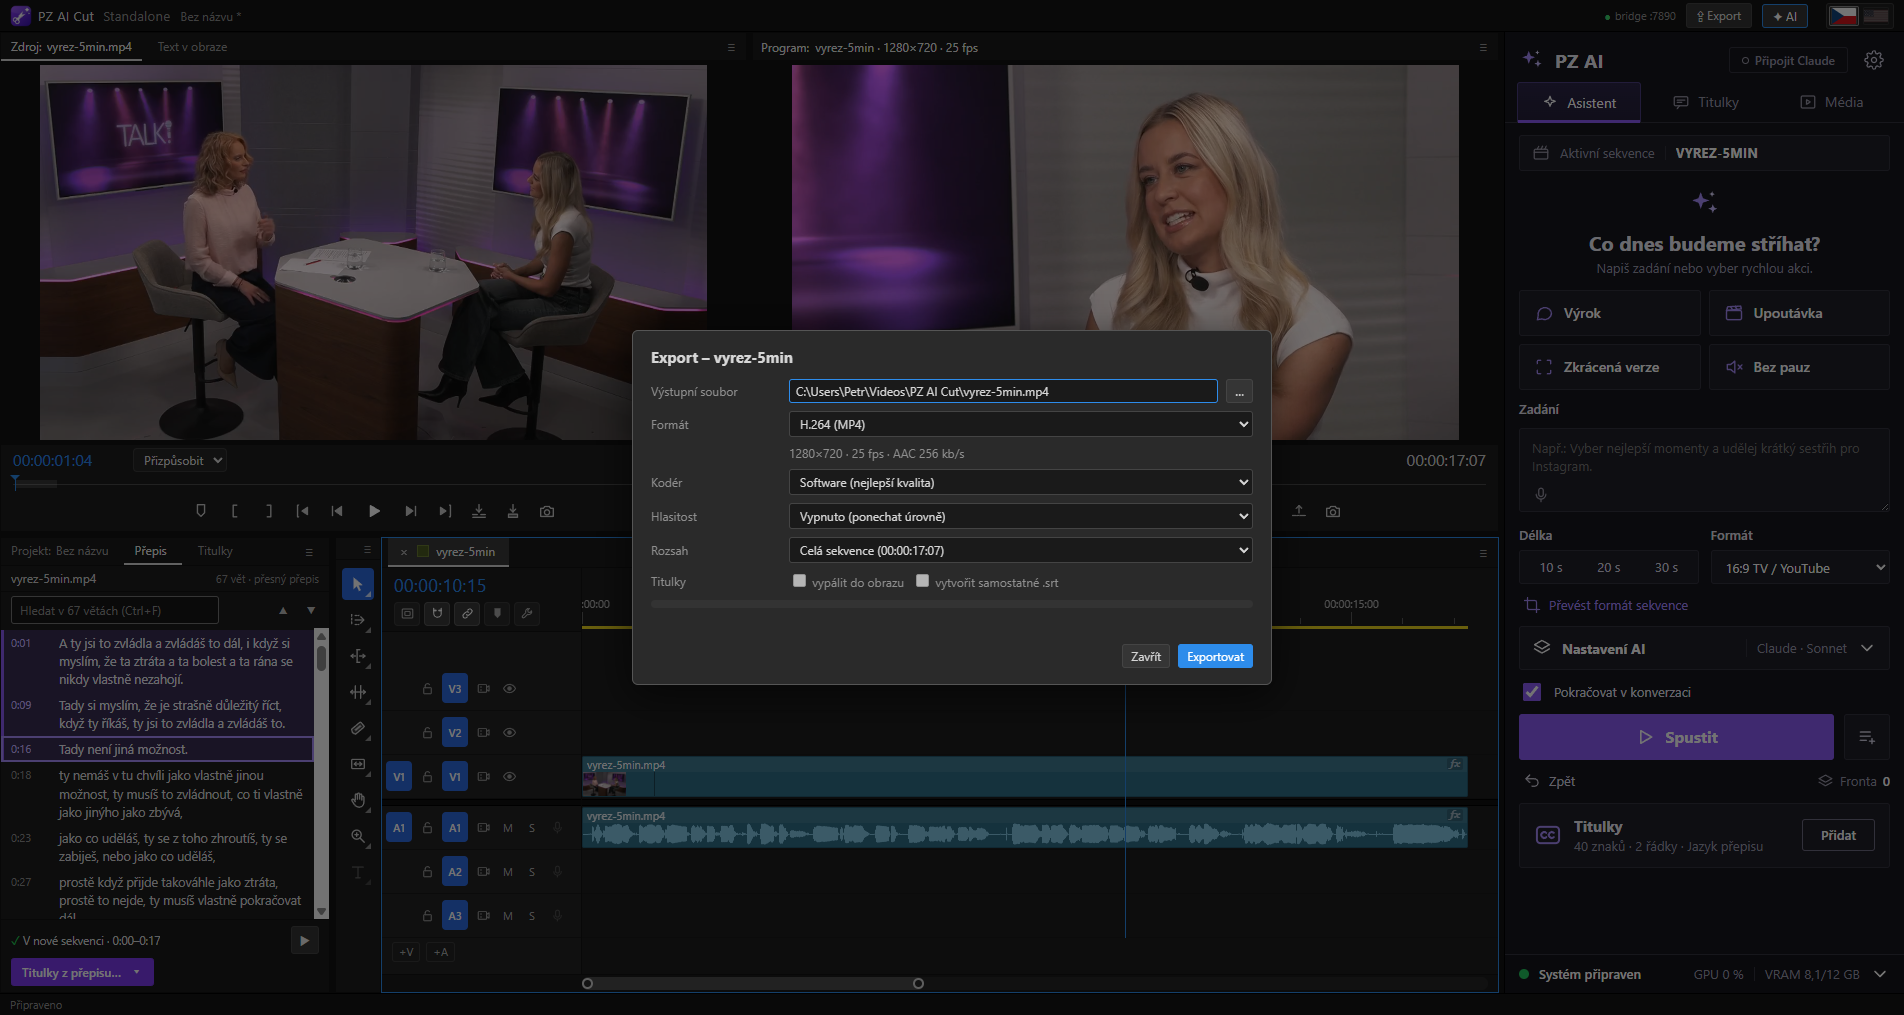 PZ AI Cut Standalone Bez názvu *
bridge :7890
Export
AI
Zdroj: vyrez-5min.mp4
Text v obraze
Program: vyrez-5min · 1280×720 · 25 fps
TALK!
00:00:01:04
Přizpůsobit
00:00:17:07
Export – vyrez-5min
Výstupní soubor
C:\Users\Petr\Videos\PZ AI Cut\vyrez-5min.mp4
...
Formát
H.264 (MP4)
1280×720 · 25 fps · AAC 256 kb/s
Kodér
Software (nejlepší kvalita)
Hlasitost
Vypnuto (ponechat úrovně)
Rozsah
Celá sekvence (00:00:17:07)
Titulky
vypálit do obrazu
vytvořit samostatné .srt
Zavřít
Exportovat
Projekt: Bez názvu
Přepis
Titulky
vyrez-5min.mp4
67 vět · přesný přepis
Hledat v 67 větách (Ctrl+F)
0:01
A ty jsi to zvládla a zvládáš to dál, i když si
myslím, že ta ztráta a ta bolest a ta rána se
nikdy vlastně nezahojí.
0:09
Tady si myslím, že je strašně důležitý říct,
když ty říkáš, ty jsi to zvládla a zvládáš to.
0:16
Tady není jiná možnost.
0:18
ty nemáš v tu chvíli jako vlastně jinou
možnost, ty musíš to zvládnout, co ti vlastně
jako jinýho jako zbývá,
0:23
jako co uděláš, ty se z toho zhroutíš, ty se
zabiješ, nebo jako co uděláš,
0:27
prostě když přijde takováhle jako ztráta,
prostě to nejde, ty musíš vlastně pokračovat
dál
✓ V nové sekvenci · 0:00–0:17
Titulky z přepisu...
Připraveno
vyrez-5min
00:00:10:15
:00:00
00:00:15:00
V3
V2
V1
V1
vyrez-5min.mp4
fx
A1
A1
M
S
vyrez-5min.mp4
fx
A2
M
S
A3
M
S
+V
+A
PZ AI
Připojit Claude
Asistent
Titulky
Média
Aktivní sekvence
VYREZ-5MIN
Co dnes budeme stříhat?
Napiš zadání nebo vyber rychlou akci.
Výrok
Upoutávka
Zkrácená verze
Bez pauz
Zadání
Např.: Vyber nejlepší momenty a udělej krátký sestřih pro
Instagram.
Délka
Formát
10 s
20 s
30 s
16:9 TV / YouTube
Převést formát sekvence
Nastavení AI
Claude · Sonnet
Pokračovat v konverzaci
Spustit
Zpět
Fronta 0
CC
Titulky
40 znaků · 2 řádky · Jazyk přepisu
Přidat
Systém připraven
GPU 0 %
VRAM 8,1/12 GB